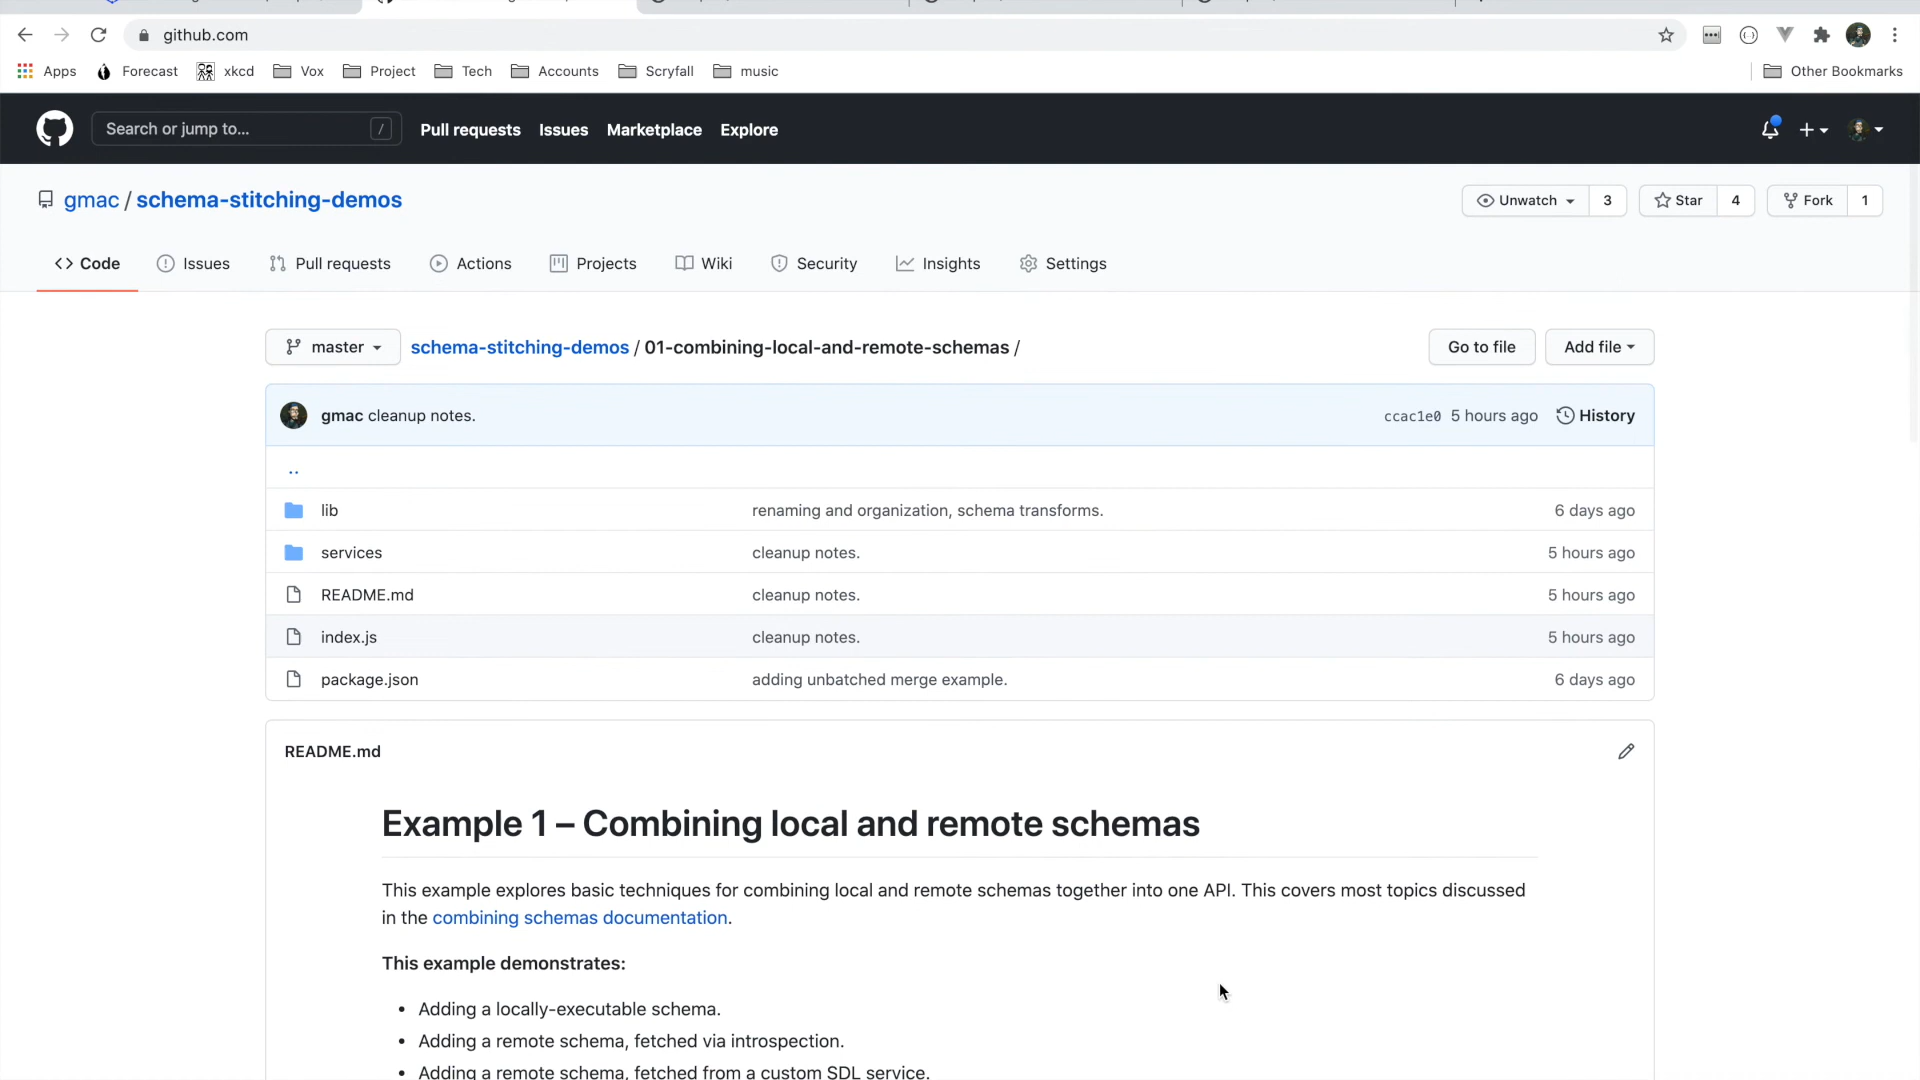 github.com
Apps Forecast xkcd Vox Project Tech Accounts Scryfall music Other Bookmarks
Search or jump to... / Pull requests Issues Marketplace Explore
gmac / schema-stitching-demos Unwatch 3 Star 4 Fork 1
Code Issues Pull requests Actions Projects Wiki Security Insights Settings
master schema-stitching-demos / 01-combining-local-and-remote-schemas / Go to file Add file
gmac cleanup notes. ccac1e0 5 hours ago History
..
lib renaming and organization, schema transforms. 6 days ago
services cleanup notes. 5 hours ago
README.md cleanup notes. 5 hours ago
index.js cleanup notes. 5 hours ago
package.json adding unbatched merge example. 6 days ago
README.md
Example 1 – Combining local and remote schemas
This example explores basic techniques for combining local and remote schemas together into one API. This covers most topics discussed
in the combining schemas documentation.
This example demonstrates:
• Adding a locally-executable schema.
• Adding a remote schema, fetched via introspection.
• Adding a remote schema, fetched from a custom SDL service.